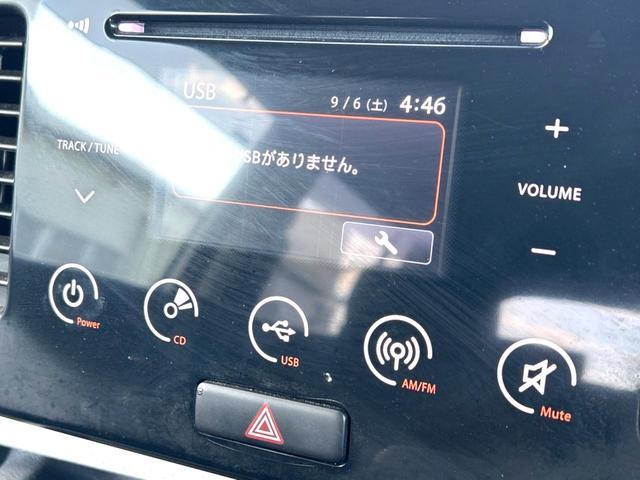 USB
9/6(土) 4:46
TRACK/TUNE
SBがありません。
VOLUME
Power
CD
USB
AM/FM
Mute